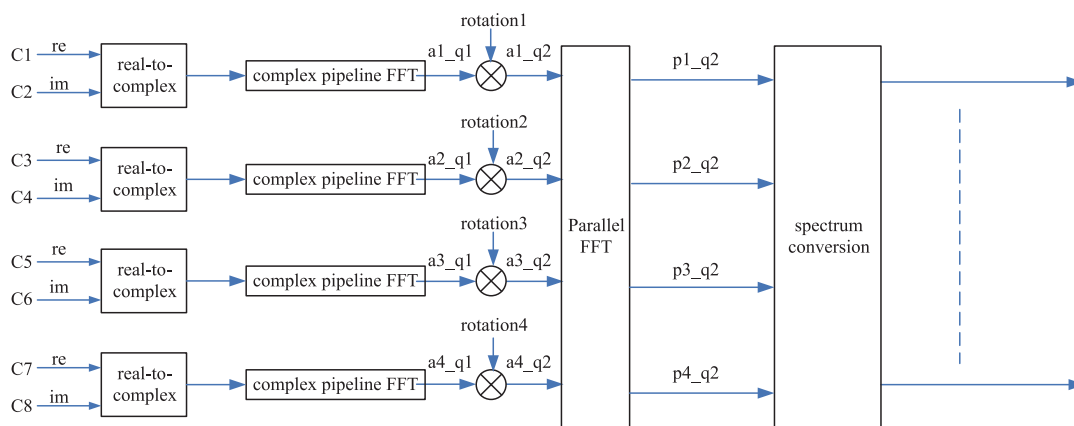 rotation1
C1 re
real-to-
complex
C2 im
complex pipeline FFT
a1_q1
a1_q2
p1_q2
rotation2
C3 re
real-to-
complex
C4 im
complex pipeline FFT
a2_q1
a2_q2
p2_q2
Parallel
FFT
spectrum
conversion
rotation3
C5 re
real-to-
complex
C6 im
complex pipeline FFT
a3_q1
a3_q2
p3_q2
rotation4
C7 re
real-to-
complex
C8 im
complex pipeline FFT
a4_q1
a4_q2
p4_q2